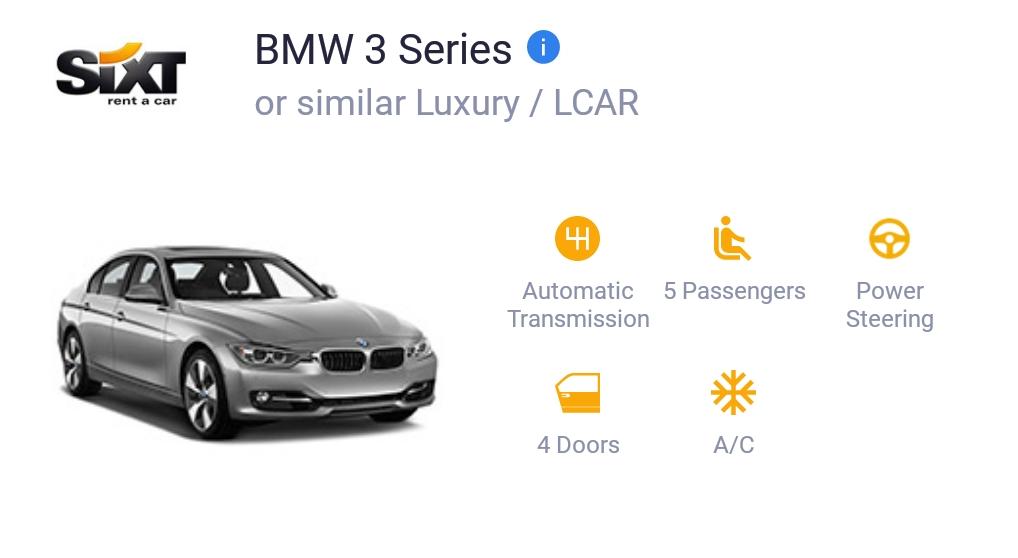 SIXT
rent a car
BMW 3 Series
or similar Luxury / LCAR
Automatic
Transmission
5 Passengers
Power
Steering
4 Doors
A/C